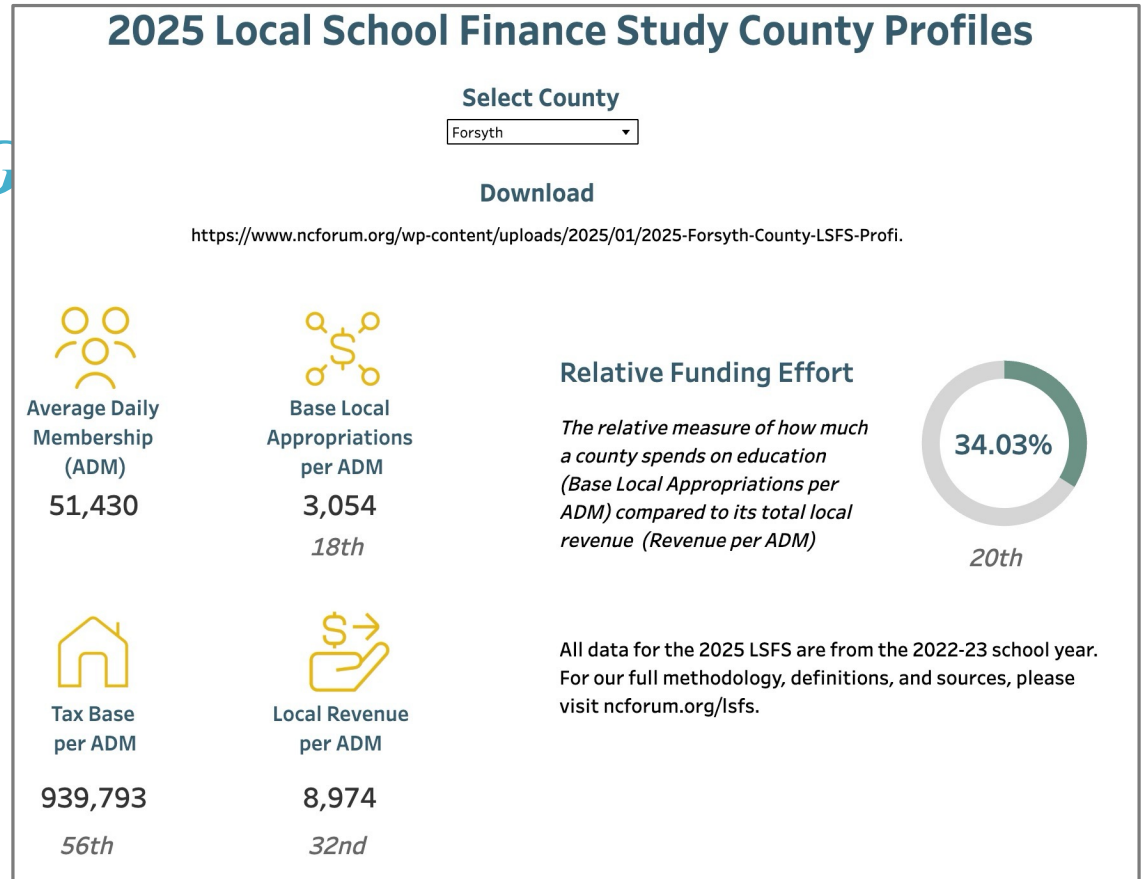 2025 Local School Finance Study County Profiles
Select County
Forsyth
Download
https://www.ncforum.org/wp-content/uploads/2025/01/2025-Forsyth-County-LSFS-Profi.
Average Daily
Membership
(ADM)
51,430
Base Local
Appropriations
per ADM
3,054
18th
Relative Funding Effort
The relative measure of how much
a county spends on education
(Base Local Appropriations per
ADM) compared to its total local
revenue (Revenue per ADM)
34.03%
20th
Tax Base
per ADM
939,793
56th
Local Revenue
per ADM
8,974
32nd
All data for the 2025 LSFS are from the 2022-23 school year.
For our full methodology, definitions, and sources, please
visit ncforum.org/lsfs.